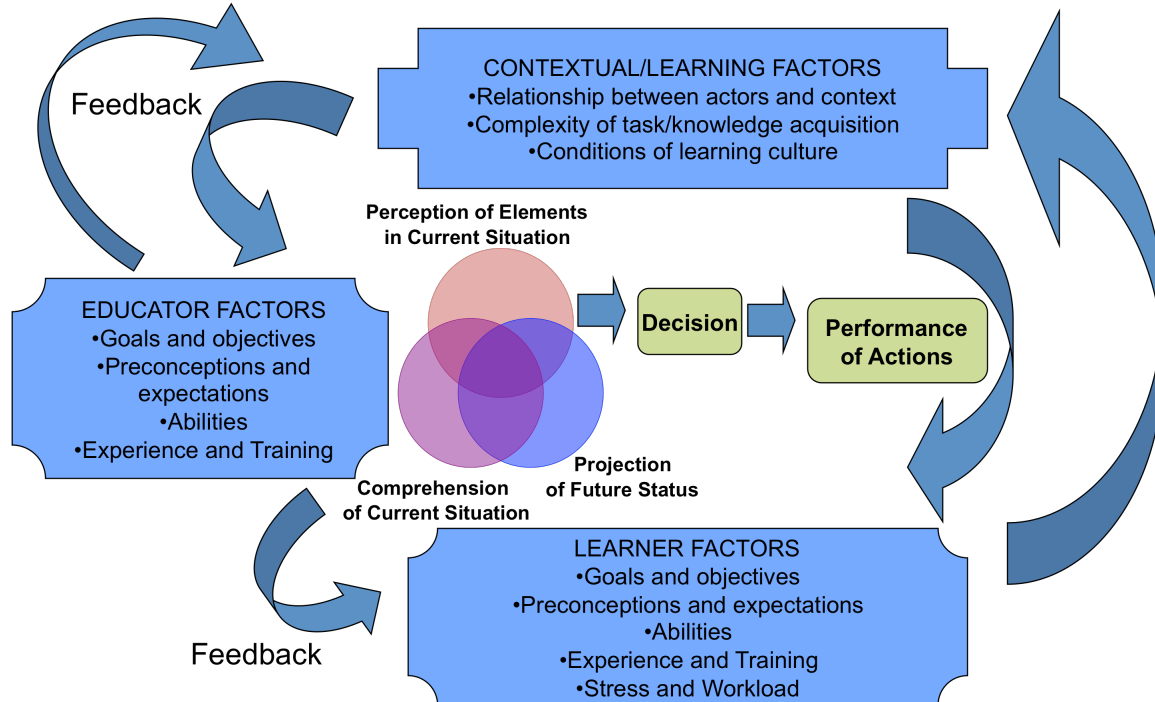 Feedback
CONTEXTUAL/LEARNING FACTORS
•Relationship between actors and context
•Complexity of task/knowledge acquisition
•Conditions of learning culture
Perception of Elements
in Current Situation
EDUCATOR FACTORS
•Goals and objectives
•Preconceptions and
expectations
•Abilities
•Experience and Training
Decision
Performance
of Actions
Projection
of Future Status
Comprehension
of Current Situation
LEARNER FACTORS
•Goals and objectives
•Preconceptions and expectations
•Abilities
•Experience and Training
•Stress and Workload
Feedback